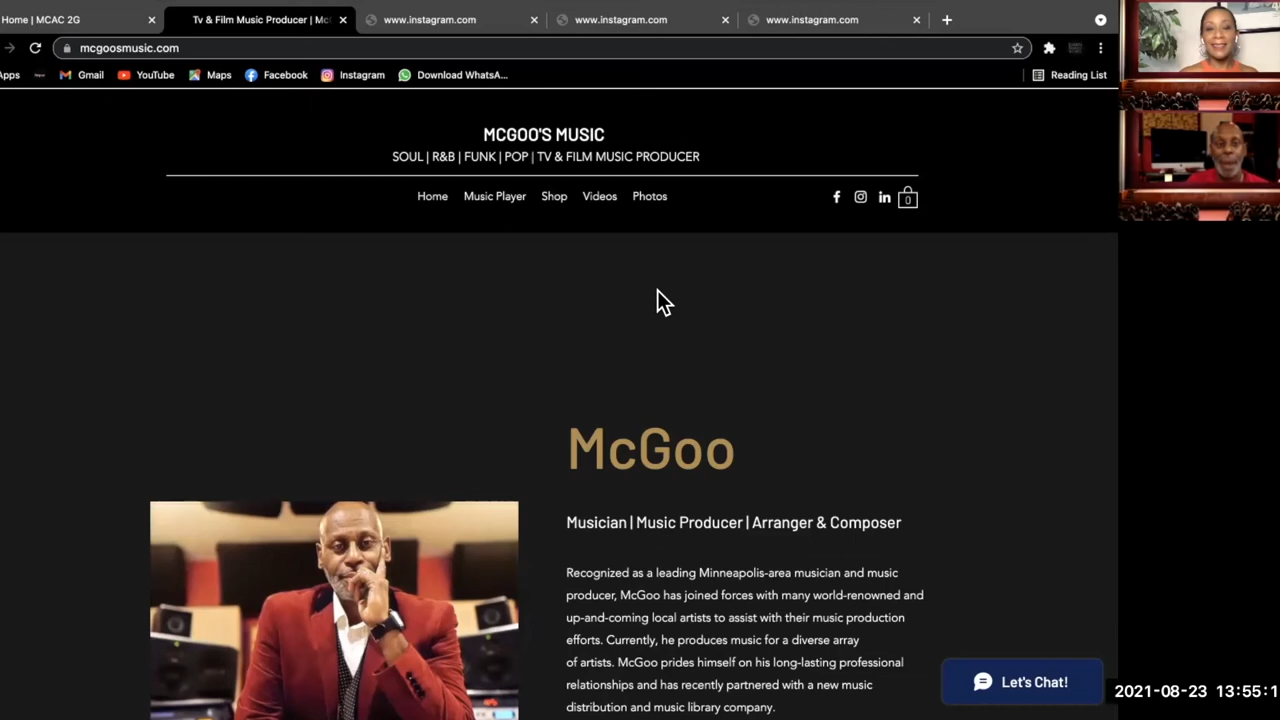 Home | MCAC 2G
Tv & Film Music Producer | Mc
www.instagram.com
www.instagram.com
www.instagram.com
mcgoosmusic.com
Apps
Gmail
YouTube
Maps
Facebook
Instagram
Download WhatsA...
Reading List
MCGOO'S MUSIC
SOUL | R&B | FUNK | POP | TV & FILM MUSIC PRODUCER
Home Music Player Shop Videos Photos
0
McGoo
Musician | Music Producer | Arranger & Composer
Recognized as a leading Minneapolis-area musician and music
producer, McGoo has joined forces with many world-renowned and
up-and-coming local artists to assist with their music production
efforts. Currently, he produces music for a diverse array
of artists. McGoo prides himself on his long-lasting professional
relationships and has recently partnered with a new music
distribution and music library company.
Let's Chat!
2021-08-23 13:55:1